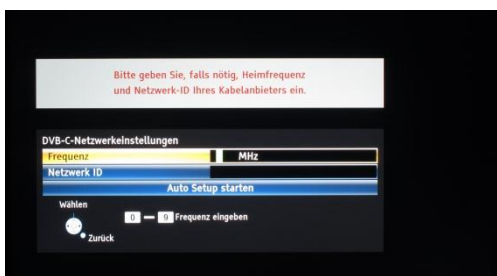 Bitte geben Sie, falls nötig, Heimfrequenz
und Netzwerk-ID Ihres Kabelanbieters ein.
DVB-C-Netzwerkeinstellungen
Frequenz MHz
Netzwerk ID
Auto Setup starten
Wählen
0 — 9 Frequenz eingeben
Zurück